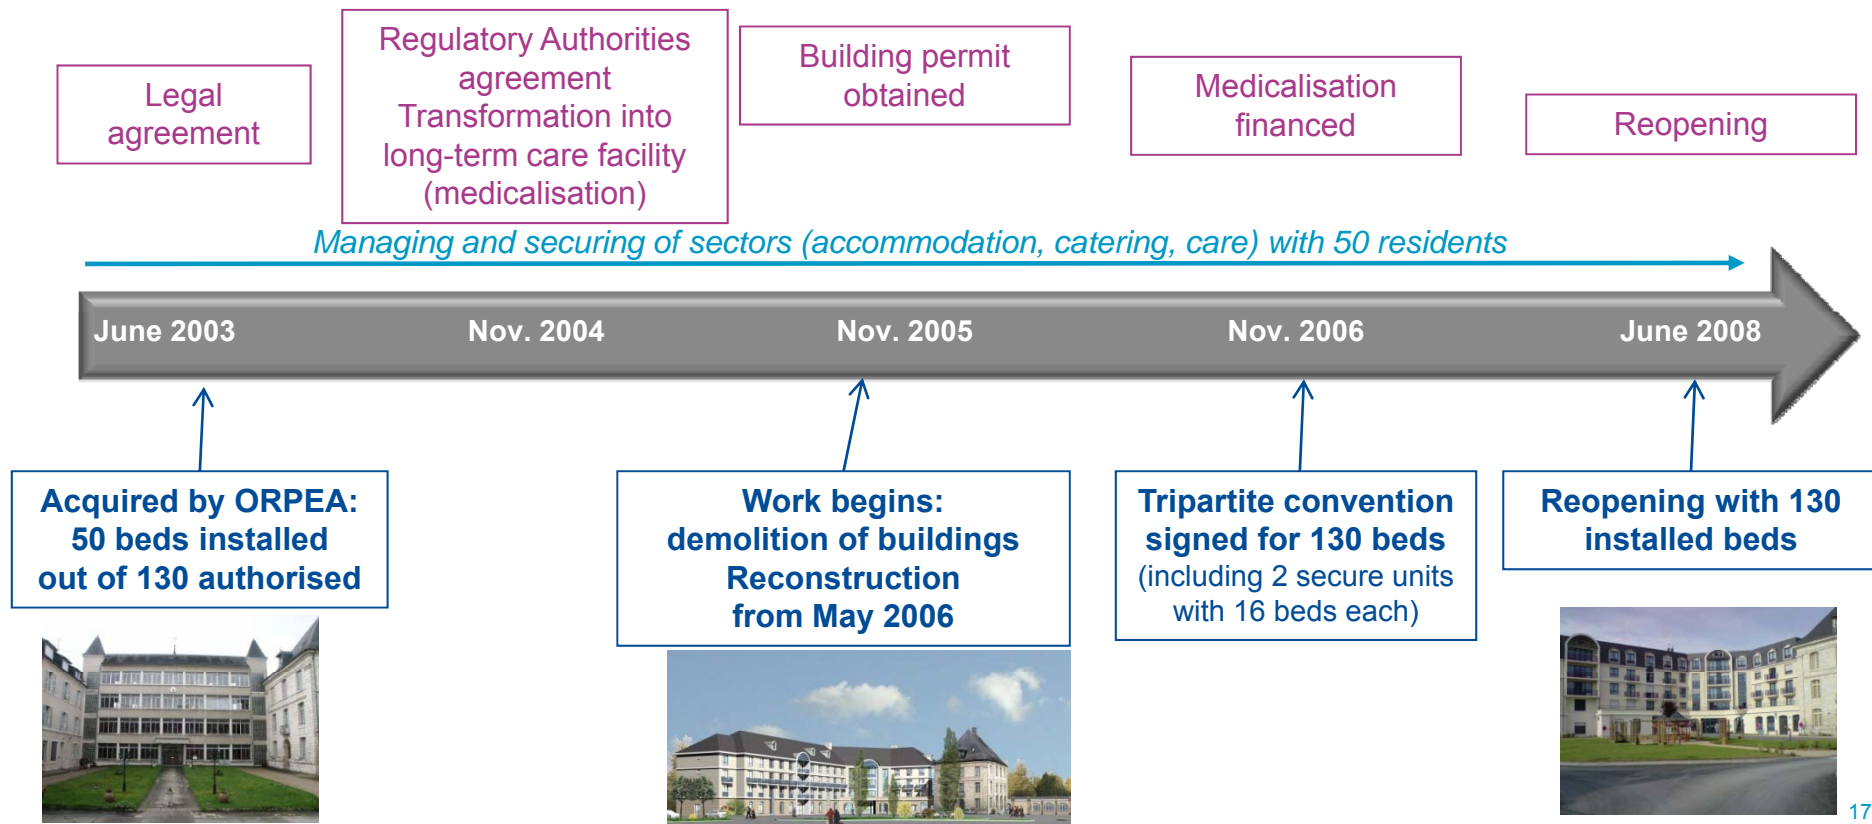 Legal
agreement
Regulatory Authorities
agreement
Transformation into
long-term care facility
(medicalisation)
Building permit
obtained
Medicalisation
financed
Reopening
Managing and securing of sectors (accommodation, catering, care) with 50 residents
June 2003
Nov. 2004
Nov. 2005
Nov. 2006
June 2008
Acquired by ORPEA:
50 beds installed
out of 130 authorised
Work begins:
demolition of buildings
Reconstruction
from May 2006
Tripartite convention
signed for 130 beds
(including 2 secure units
with 16 beds each)
Reopening with 130
installed beds
17